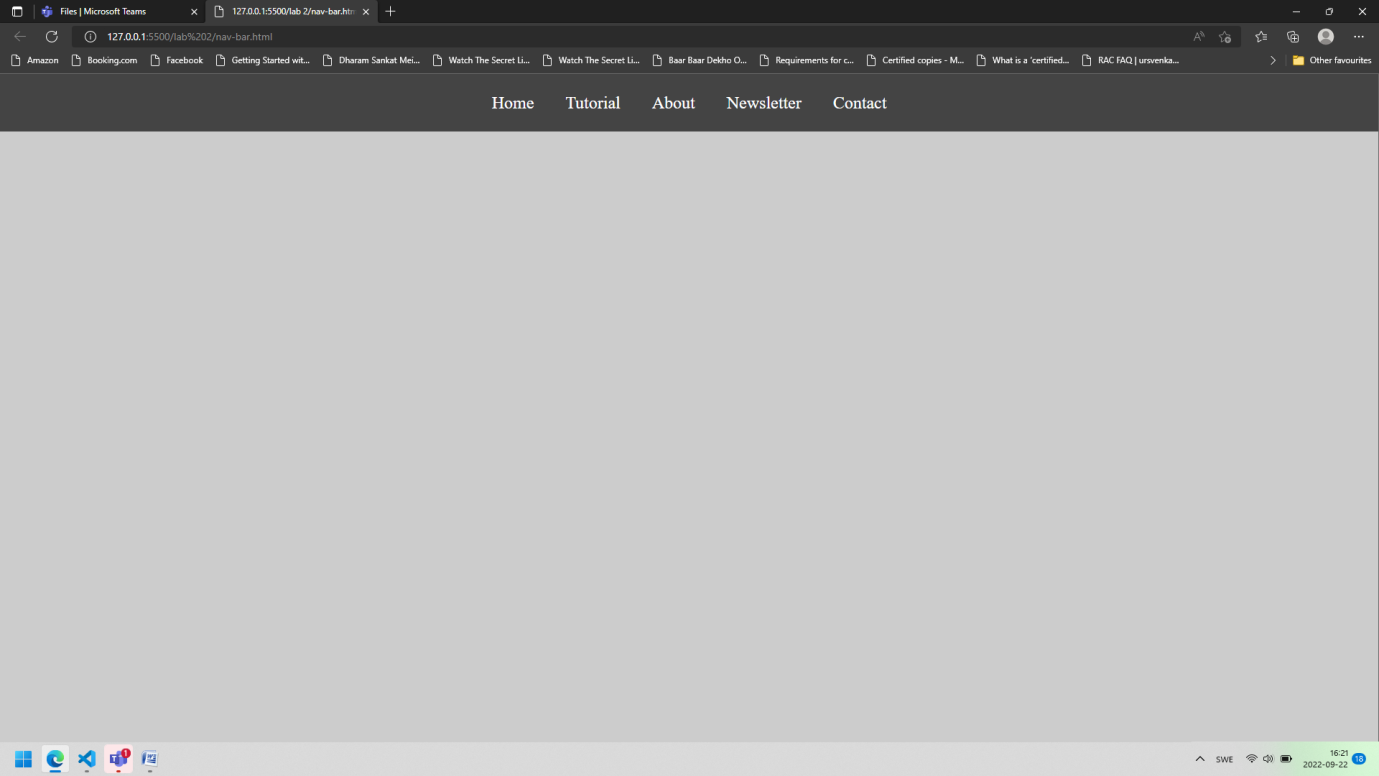 Files | Microsoft Teams
127.0.0.1:5500/lab 2/nav-bar.htm
127.0.0.1:5500/lab%202/nav-bar.html
Amazon Booking.com Facebook Getting Started wit... Dharam Sankat Mei... Watch The Secret Li... Watch The Secret Li... Baar Baar Dekho O... Requirements for c... Certified copies - M... What is a 'certified... RAC FAQ | ursvenka... Other favourites
Home Tutorial About Newsletter Contact
1
SWE
16:21
2022-09-22
18